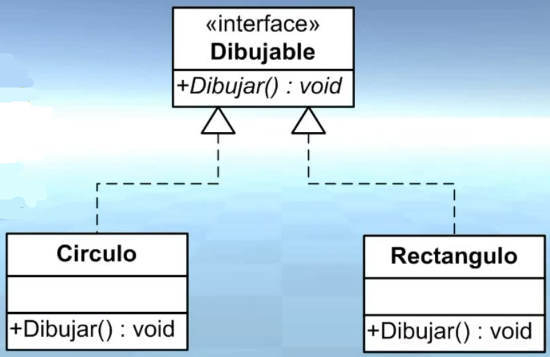 «interface»
Dibujable
+Dibujar() : void
Circulo
+Dibujar() : void
Rectangulo
+Dibujar() : void